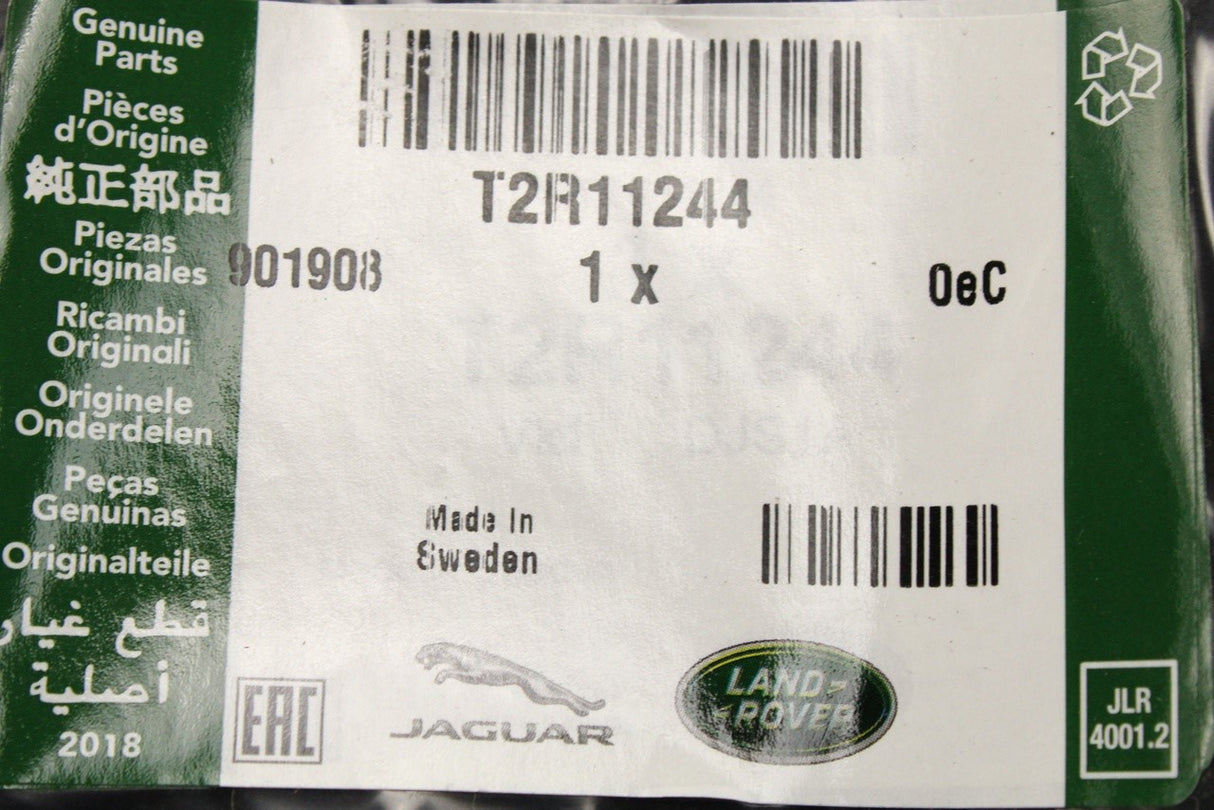 Genuine
Parts
Pièces
d'Origine
純正部品
Piezas
Originales
Ricambi
Originali
Originele
Onderdelen
Peças
Genuinas
Originalteile
قطع غيار
أصلية
2018
T2R11244
901908
1 x
0eC
Made In
Sweden
EAC
JAGUAR
LAND-
-ROVER
JLR
4001.2